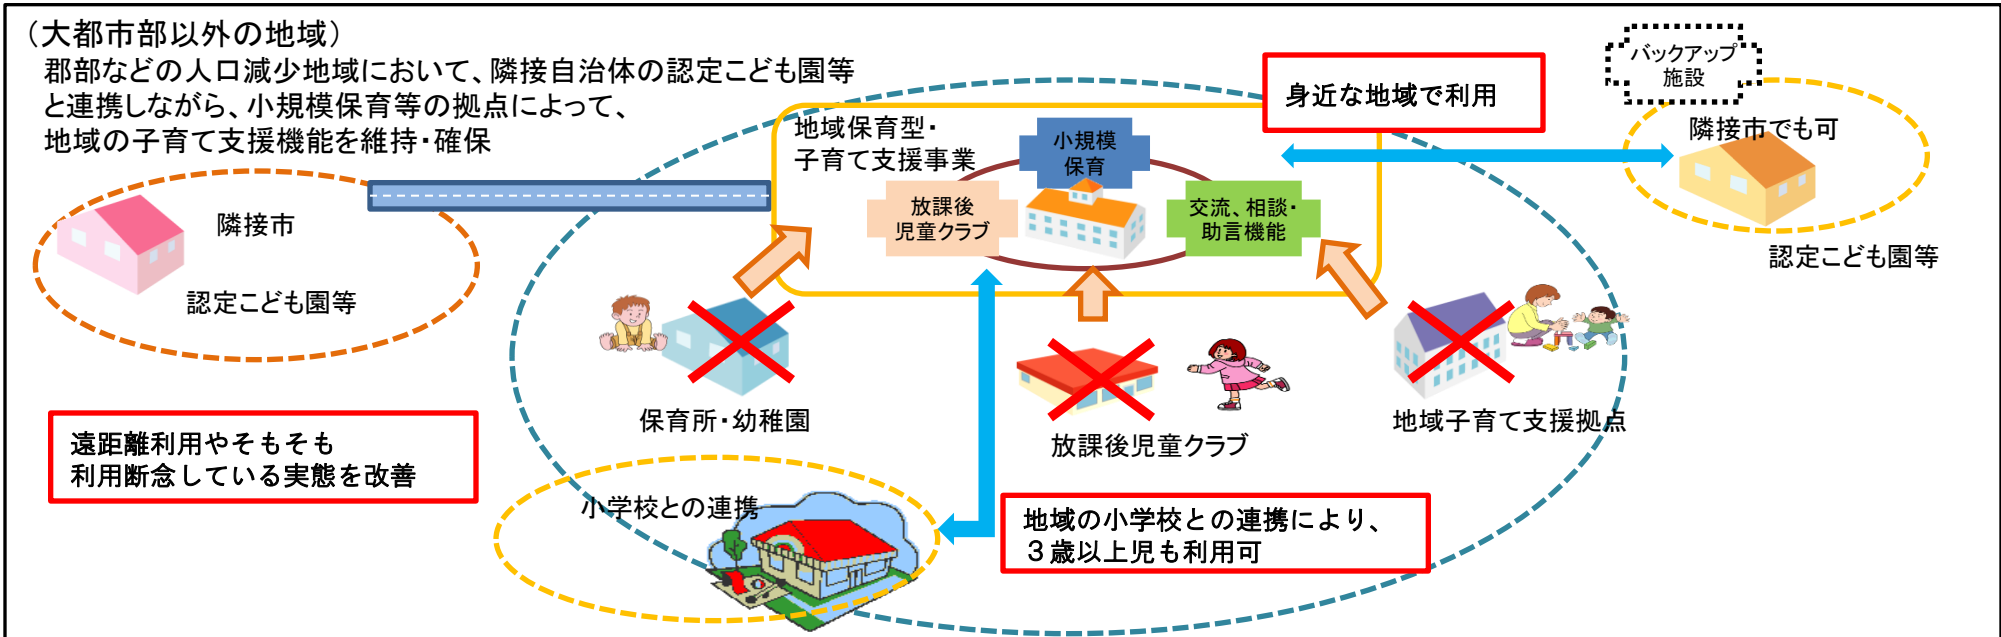 （大都市部以外の地域）
郡部などの人口減少地域において、隣接自治体の認定こども園等
と連携しながら、小規模保育等の拠点によって、
地域の子育て支援機能を維持・確保
バックアップ
施設
身近な地域で利用
隣接市でも可
地域保育型・
子育て支援事業
小規模
保育
放課後
児童クラブ
交流、相談・
助言機能
隣接市
認定こども園等
認定こども園等
保育所・幼稚園
放課後児童クラブ
地域子育て支援拠点
遠距離利用やそもそも
利用断念している実態を改善
小学校との連携
地域の小学校との連携により、
３歳以上児も利用可